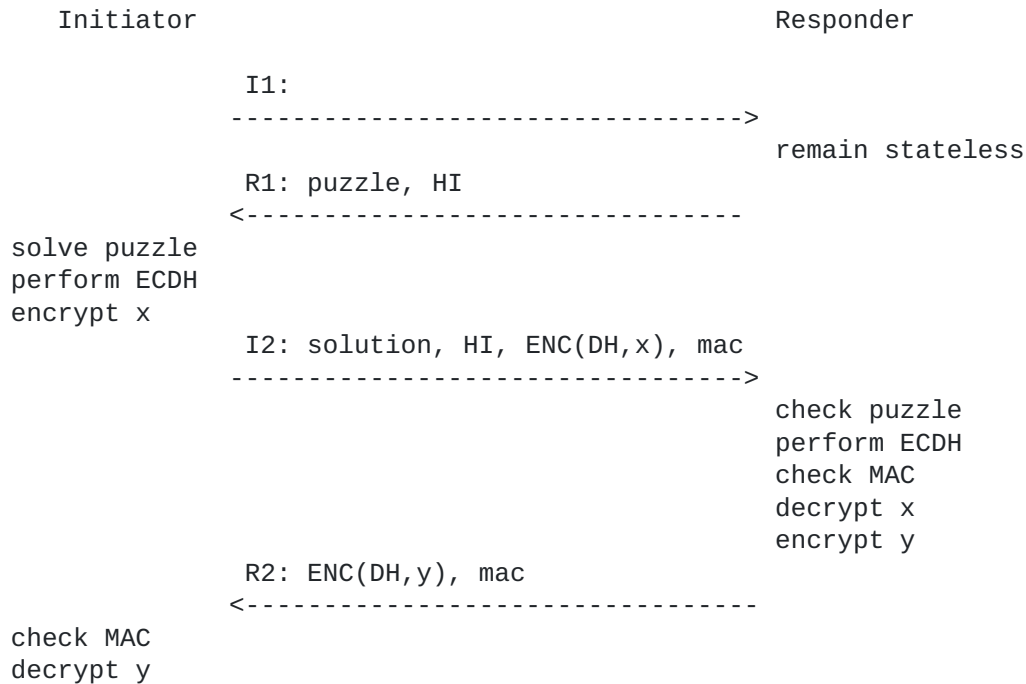 Initiator Responder
I1:
--------------------------------->
remain stateless
R1: puzzle, HI
<--------------------------------
solve puzzle
perform ECDH
encrypt x
I2: solution, HI, ENC(DH,x), mac
--------------------------------->
check puzzle
perform ECDH
check MAC
decrypt x
encrypt y
R2: ENC(DH,y), mac
<---------------------------------
check MAC
decrypt y